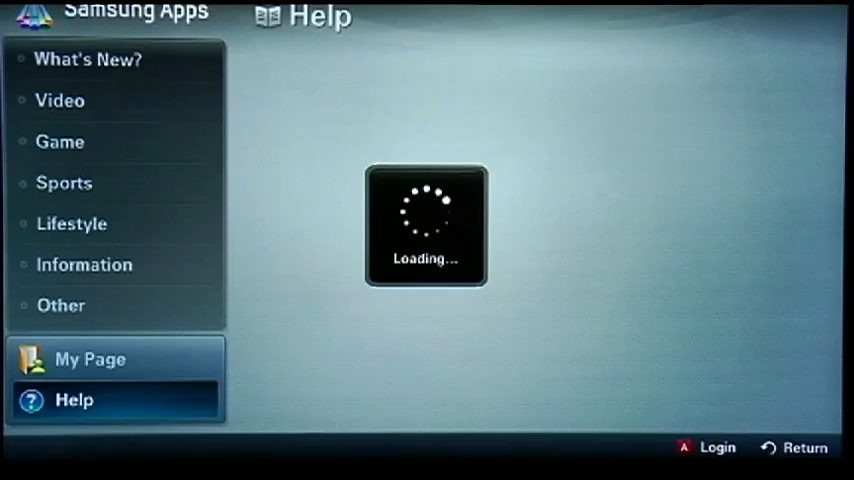 Samsung Apps
Help
What's New?
Video
Game
Sports
Lifestyle
Information
Other
My Page
? Help
Loading...
A Login
Return